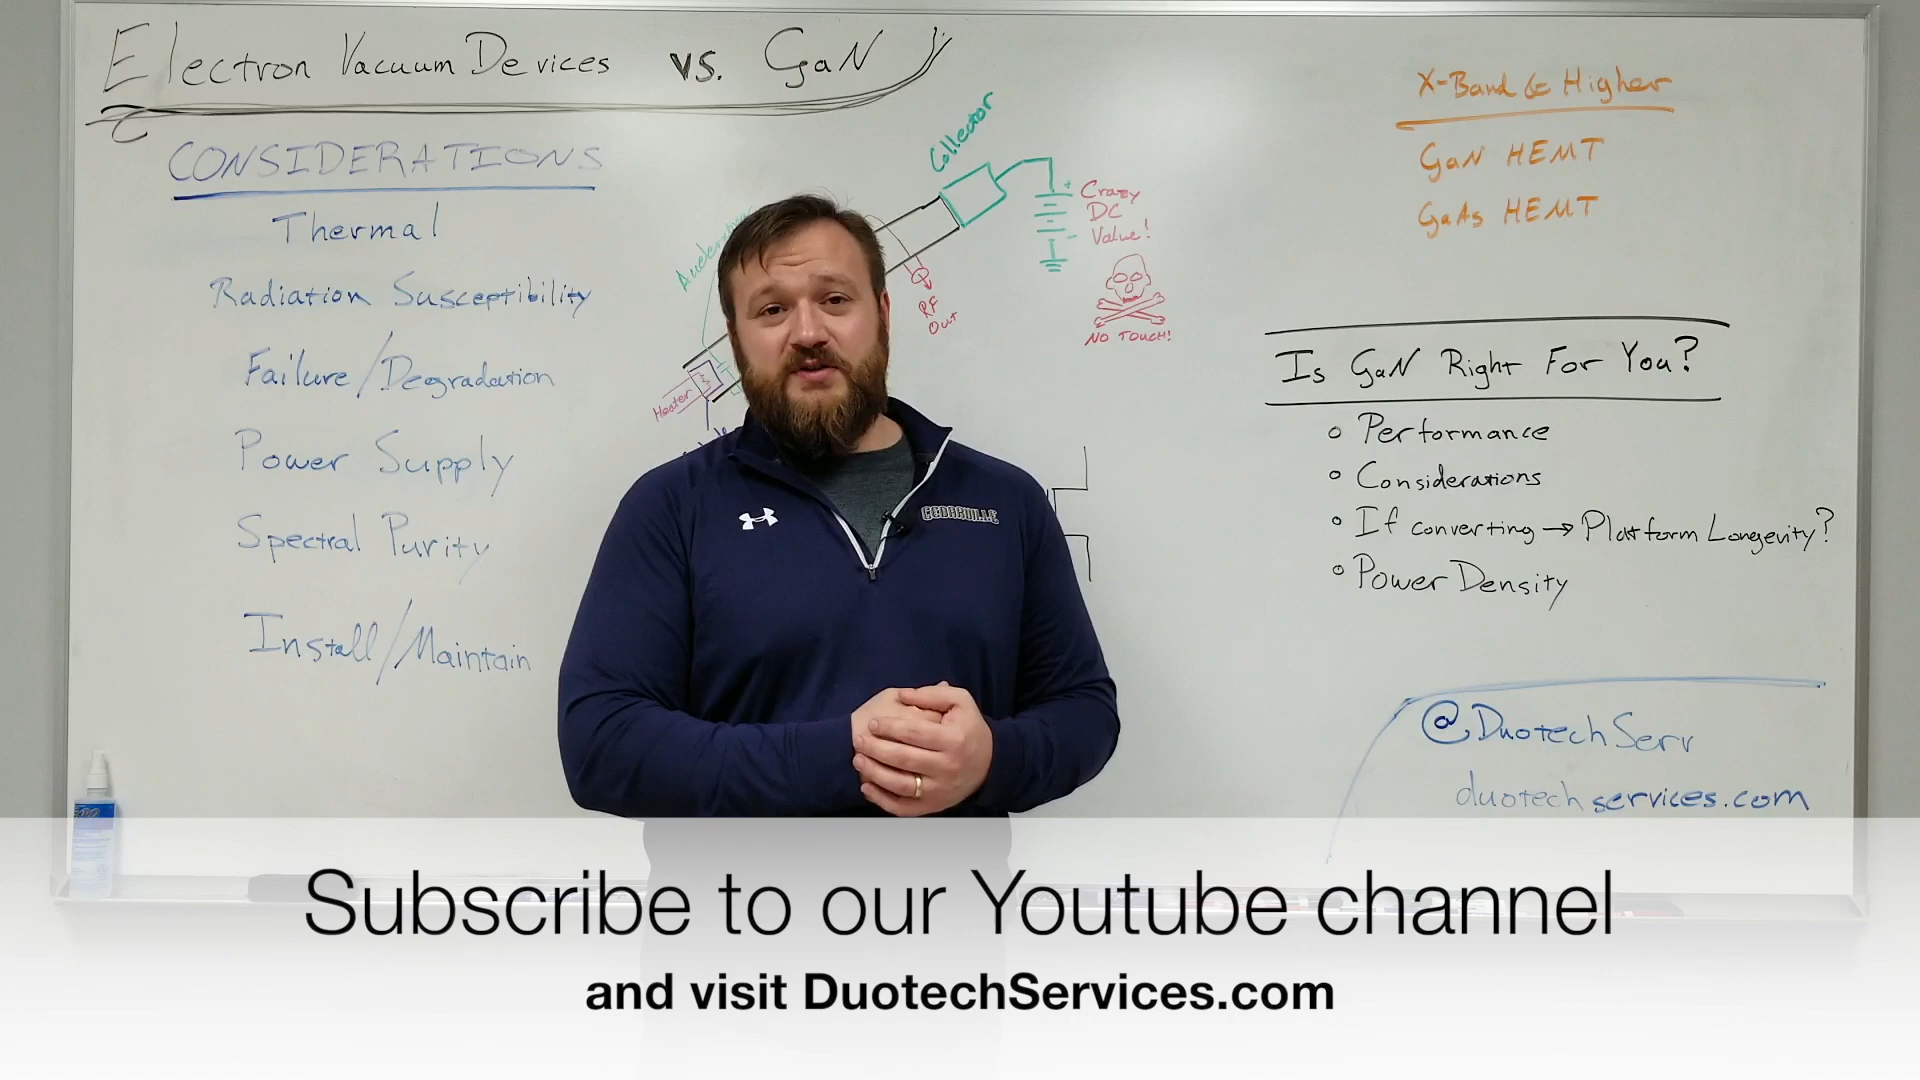 Electron Vacuum Devices vs. GaN
CONSIDERATIONS
Thermal
Radiation Susceptibility
Failure/Degradation
Power Supply
Spectral Purity
Install/Maintain
Collector
Crazy
DC
Value!
NO TOUCH!
RF
Out
Heater
X-Band & Higher
GaN HEMT
GaAs HEMT
Is GaN Right For You?
Performance
Considerations
If converting → Platform Longevity?
Power Density
@DuotechServ
duotechservices.com
CEDARVILLE
Subscribe to our Youtube channel
and visit DuotechServices.com